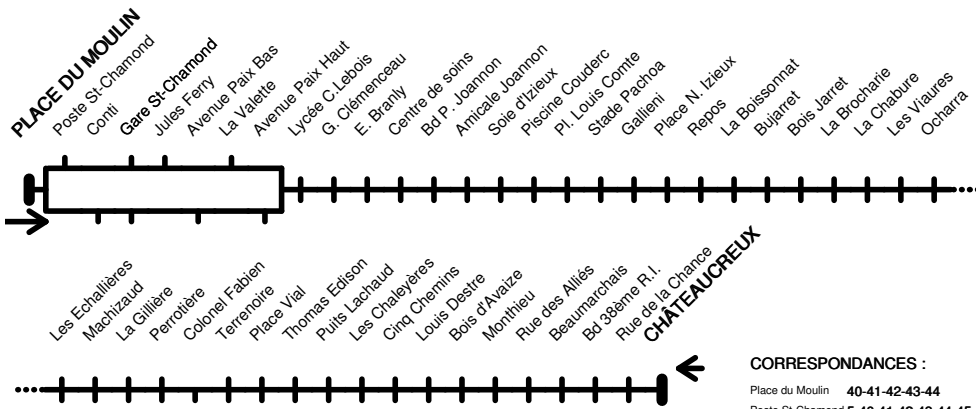 PLACE DU MOULIN
Poste St-Chamond
Conti
Gare St-Chamond
Jules Ferry
Avenue Paix Bas
La Valette
Avenue Paix Haut
Lycée C.Lebois
G. Clémenceau
E. Branly
Centre de soins
Bd P. Joannon
Amicale Joannon
Soie d'Izieux
Piscine Couderc
Pl. Louis Comte
Stade Pachoa
Gallieni
Place N. Izieux
Repos
La Boissonnat
Bujarret
Bois Jarret
La Brocharie
La Chabure
Les Viaures
Ocharra
Les Echallières
Machizaud
La Gillière
Perrotière
Colonel Fabien
Terrenoire
Place Vial
Thomas Edison
Puits Lachaud
Les Chaleyères
Cinq Chemins
Louis Destre
Bois d'Avaize
Monthieu
Rue des Alliés
Beaumarchais
Bd 38ème R.I.
Rue de la Chance
CHÂTEAUCREUX
CORRESPONDANCES :
Place du Moulin 40-41-42-43-44